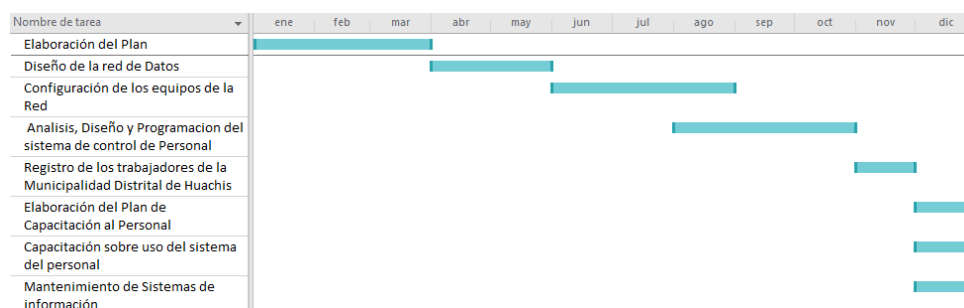 Nombre de tarea ene feb mar abr may jun jul ago sep oct nov dic
Elaboración del Plan
Diseño de la red de Datos
Configuración de los equipos de la
Red
Analisis, Diseño y Programacion del
sistema de control de Personal
Registro de los trabajadores de la
Municipalidad Distrital de Huachis
Elaboración del Plan de
Capacitación al Personal
Capacitación sobre uso del sistema
del personal
Mantenimiento de Sistemas de
información